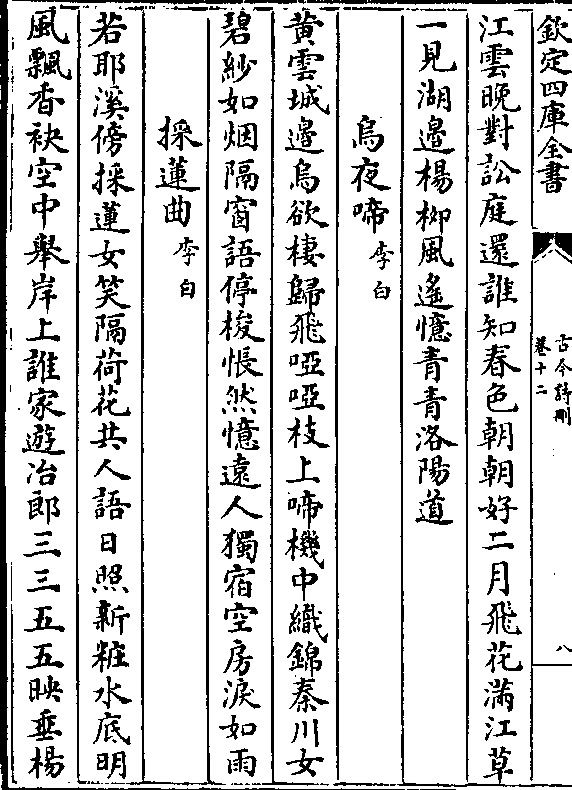 欽定四庫全書
古今詩刪
卷十二
八
江雲晚對訟庭還誰知春色朝朝好二月飛花滿江草
一見湖邊楊柳風遙憶青青洛陽道
烏夜啼 李白
黃雲城邊烏欲棲歸飛啞啞枝上啼機中織錦秦川女
碧紗如烟隔窗語停梭悵然憶遠人獨宿空房淚如雨
採蓮曲 李白
若耶溪傍採蓮女笑隔荷花共人語日照新粧水底明
風飄香袂空中舉岸上誰家遊冶郎三三五五映垂楊